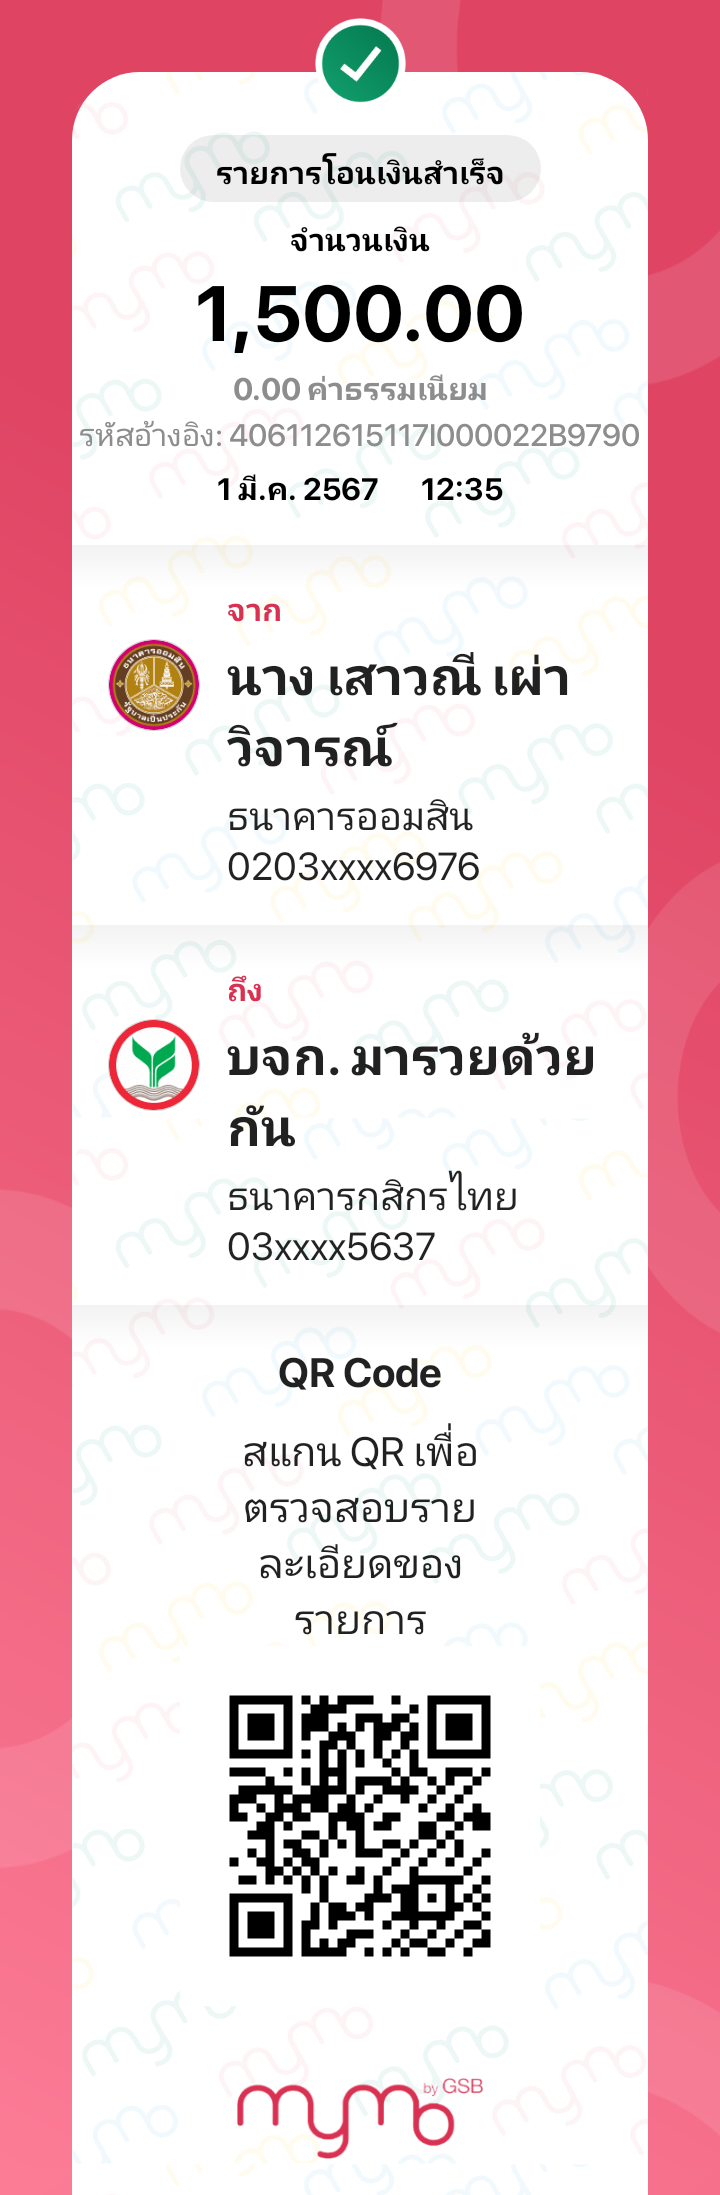 รายการโอนเงินสำเร็จ
จำนวนเงิน
1,500.00
0.00 ค่าธรรมเนียม
รหัสอ้างอิง: 406112615117I000022B9790
1 มี.ค. 2567 12:35
จาก
นาง เสาวณี เผ่า
วิจารณ์
ธนาคารออมสิน
0203xxxx6976
ถึง
บจก. มารวยด้วย
กัน
ธนาคารกสิกรไทย
03xxxx5637
QR Code
สแกน QR เพื่อ
ตรวจสอบราย
ละเอียดของ
รายการ
mymo by GSB